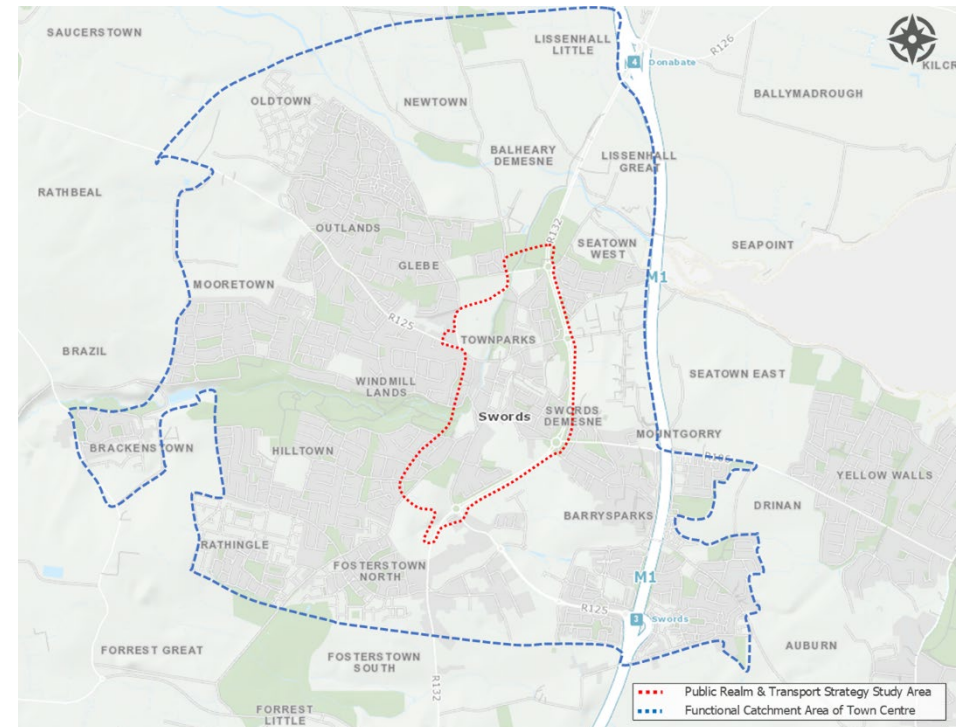 SAUCERSTOWN
LISSENHALL
LITTLE
R126
4
Donabate
KILCR
BALLYMADROUGH
OLDTOWN
NEWTOWN
BALHEARY
DEMESNE
LISSENHALL
GREAT
RATHBEAL
OUTLANDS
R132
SEATOWN
WEST
SEAPOINT
GLEBE
MOORETOWN
M1
R125
TOWNPARKS
BRAZIL
SEATOWN EAST
WINDMILL
LANDS
Swords
SWORDS
DEMESNE
MOUNTGORRY
BRACKENSTOWN
HILLTOWN
R106
YELLOW WALLS
DRINAN
BARRYSPARKS
RATHINGLE
FOSTERSTOWN
NORTH
M1
R125
3
Swords
AUBURN
FORREST GREAT
FOSTERSTOWN
SOUTH
R132
FORREST
LITTLE
Public Realm & Transport Strategy Study Area
Functional Catchment Area of Town Centre